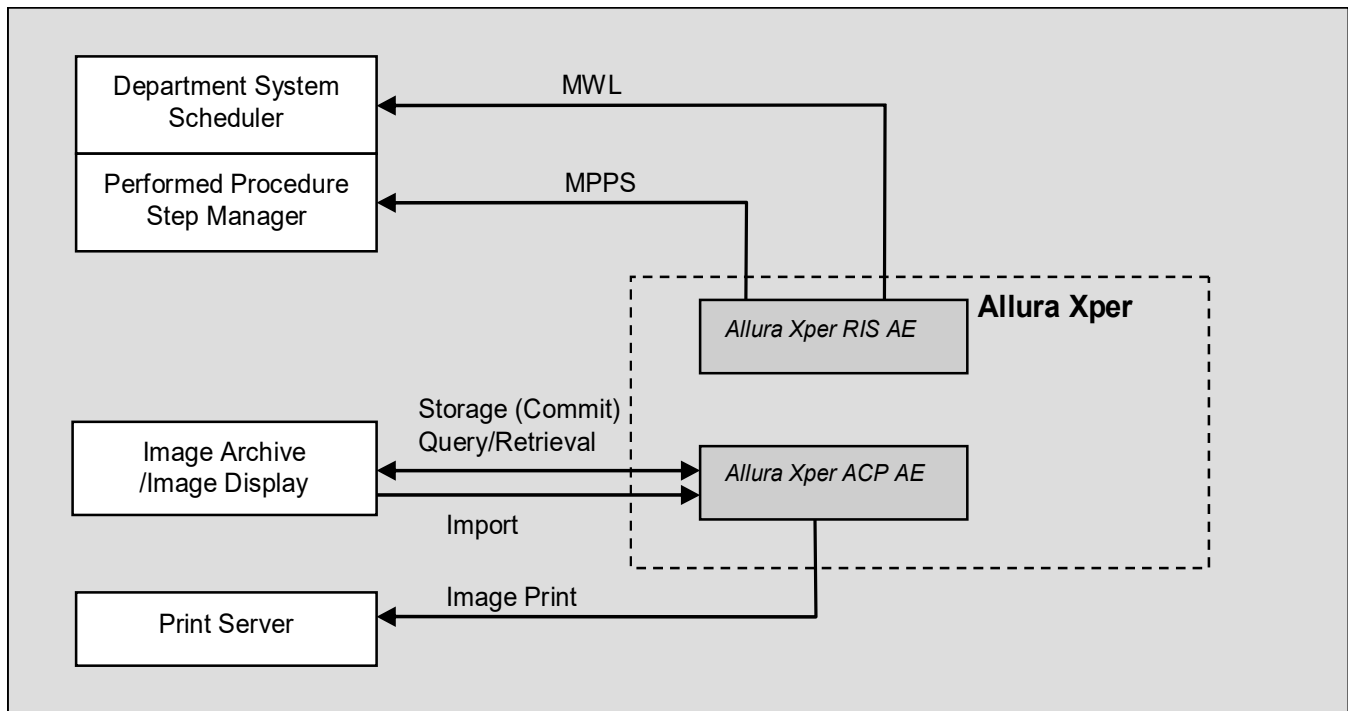 Department System
Scheduler
MWL
Performed Procedure
Step Manager
MPPS
Allura Xper
Allura Xper RIS AE
Storage (Commit)
Query/Retrieval
Image Archive
/Image Display
Allura Xper ACP AE
Import
Image Print
Print Server